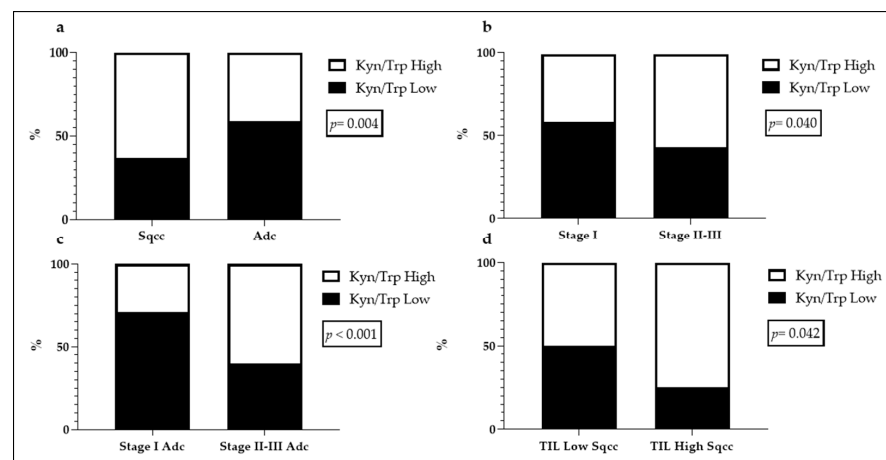 a
100
50
0
%
Sqcc
Adc
Kyn/Trp High
Kyn/Trp Low
p= 0.004
b
100
50
0
%
Stage I
Stage II-III
Kyn/Trp High
Kyn/Trp Low
p= 0.040
c
100
50
0
%
Stage I Adc
Stage II-III Adc
Kyn/Trp High
Kyn/Trp Low
p < 0.001
d
100
50
0
%
TIL Low Sqcc
TIL High Sqcc
Kyn/Trp High
Kyn/Trp Low
p= 0.042